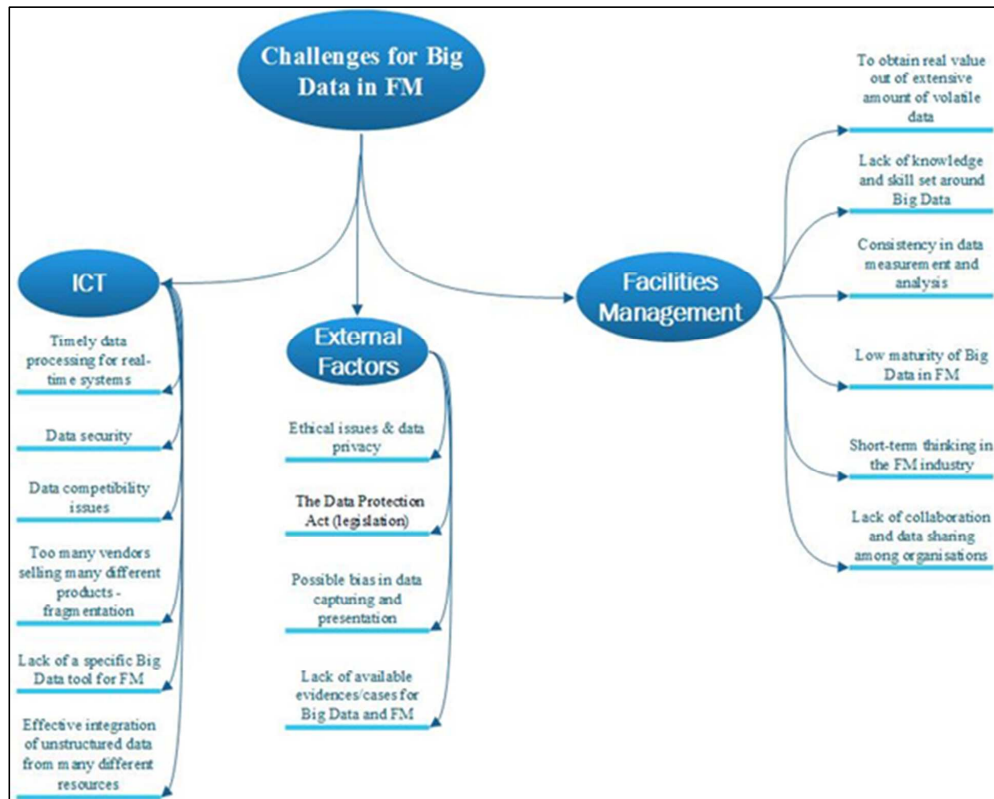 Challenges for Big
Data in FM
ICT
Timely data
processing for real-
time systems
Data security
Data competibility
issues
Too many vendors
selling many different
products -
fragmentation
Lack of a specific Big
Data tool for FM
Effective integration
of unstructured data
from many different
resources
External
Factors
Ethical issues & data
privacy
The Data Protection
Act (legislation)
Possible bias in data
capturing and
presentation
Lack of available
evidences/cases for
Big Data and FM
Facilities
Management
To obtain real value
out of extensive
amount of volatile
data
Lack of knowledge
and skill set around
Big Data
Consistency in data
measurement and
analysis
Low maturity of Big
Data in FM
Short-term thinking in
the FM industry
Lack of collaboration
and data sharing
among organisations